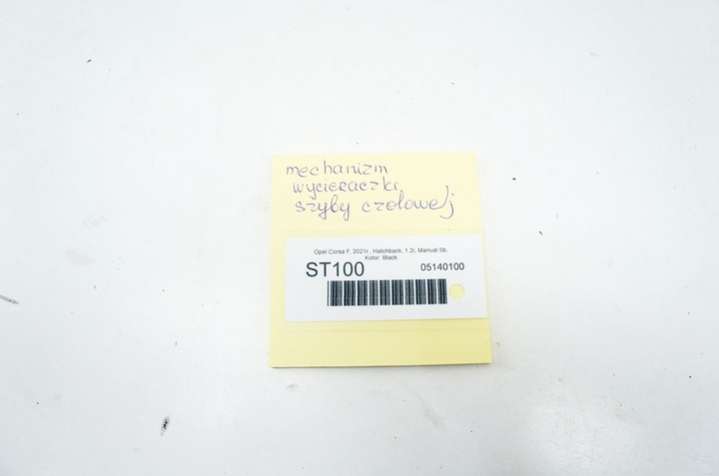 mechanizm
wycieraczki
szyby czołowej
Opel Corsa F, 2021r., Hatchback, 1.2i, Manual 5b.
Kolor: Black
ST100 05140100